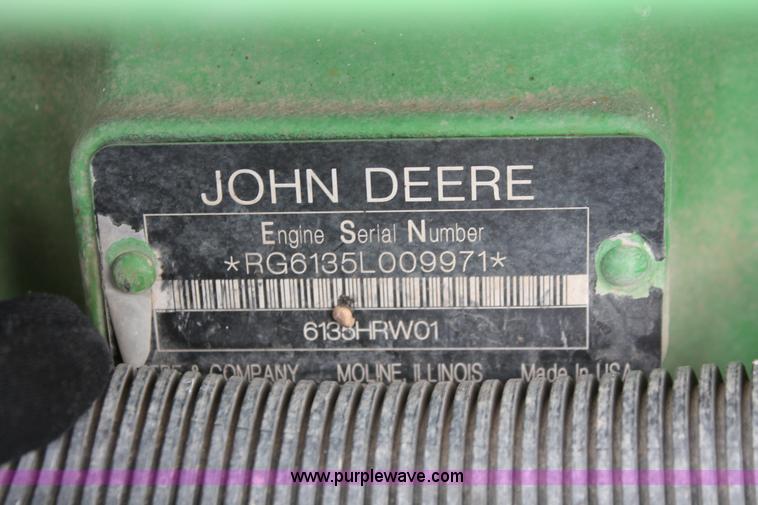 JOHN DEERE
Engine Serial Number
*RG6135L009971*
6135HRW01
& COMPANY MOLINE, ILLINOIS Made In USA
www.purplewave.com